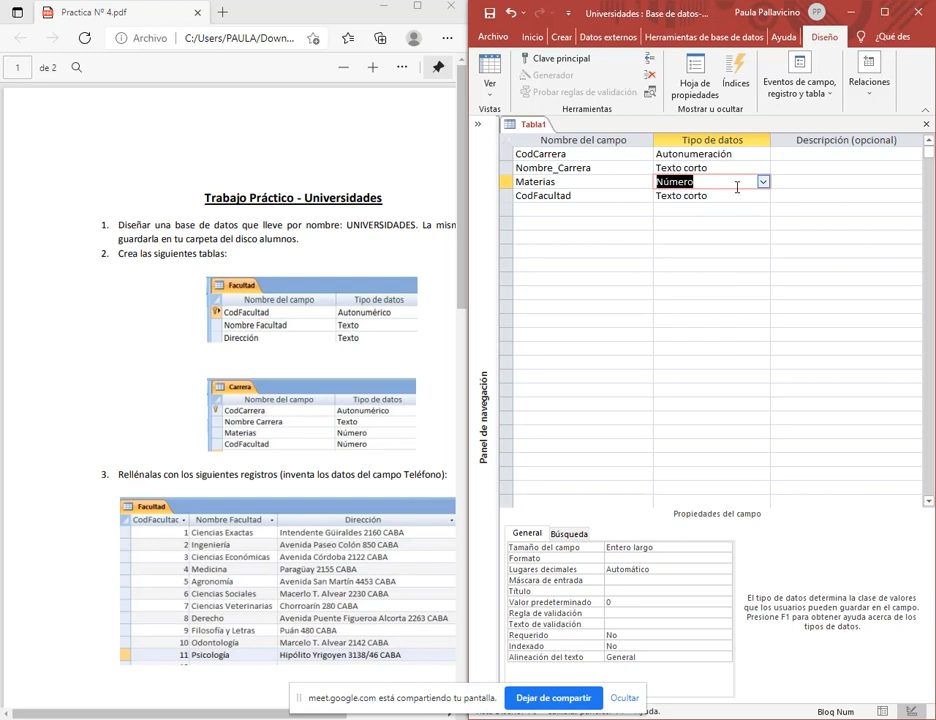 Practica Nº 4.pdf
Archivo
C:/Users/PAULA/Down...
1 de 2
Trabajo Práctico - Universidades
1. Diseñar una base de datos que lleve por nombre: UNIVERSIDADES. La mism
guardarla en tu carpeta del disco alumnos.
2. Crea las siguientes tablas:
Facultad
Nombre del campo Tipo de datos
CodFacultad Autonumérico
Nombre Facultad Texto
Dirección Texto
Carrera
Nombre del campo Tipo de datos
CodCarrera Autonumérico
Nombre Carrera Texto
Materias Número
CodFacultad Número
3. Rellénalas con los siguientes registros (inventa los datos del campo Teléfono):
Facultad
CodFacultac Nombre Facultad Dirección
1 Ciencias Exactas Intendente Güiraldes 2160 CABA
2 Ingeniería Avenida Paseo Colón 850 CABA
3 Ciencias Económicas Avenida Córdoba 2122 CABA
4 Medicina Paragüay 2155 CABA
5 Agronomía Avenida San Martín 4453 CABA
6 Ciencias Sociales Macerlo T. Alvear 2230 CABA
7 Ciencias Veterinarias Chorroarín 280 CABA
8 Derecho Avenida Puente Figueroa Alcorta 2263 CABA
9 Filosofía y Letras Puán 480 CABA
10 Odontología Marcelo T. Alvear 2142 CABA
11 Psicología Hipólito Yrigoyen 3138/46 CABA
Universidades : Base de datos-...
Paula Pallavicino PP
Archivo Inicio Crear Datos externos Herramientas de base de datos Ayuda Diseño ¿Qué des
Ver
Vistas
Clave principal
Generador
Probar reglas de validación
Herramientas
Hoja de propiedades
Índices
Mostrar u ocultar
Eventos de campo, registro y tabla
Relaciones
Tabla1
Nombre del campo Tipo de datos Descripción (opcional)
CodCarrera Autonumeración
Nombre_Carrera Texto corto
Materias Número
CodFacultad Texto corto
Panel de navegación
Propiedades del campo
General Búsqueda
Tamaño del campo Entero largo
Formato
Lugares decimales Automático
Máscara de entrada
Título
Valor predeterminado 0
Regla de validación
Texto de validación
Requerido No
Indexado No
Alineación del texto General
El tipo de datos determina la clase de valores
que los usuarios pueden guardar en el campo.
Presione F1 para obtener ayuda acerca de los
tipos de datos.
meet.google.com está compartiendo tu pantalla.
Dejar de compartir
Ocultar
Bloq Num